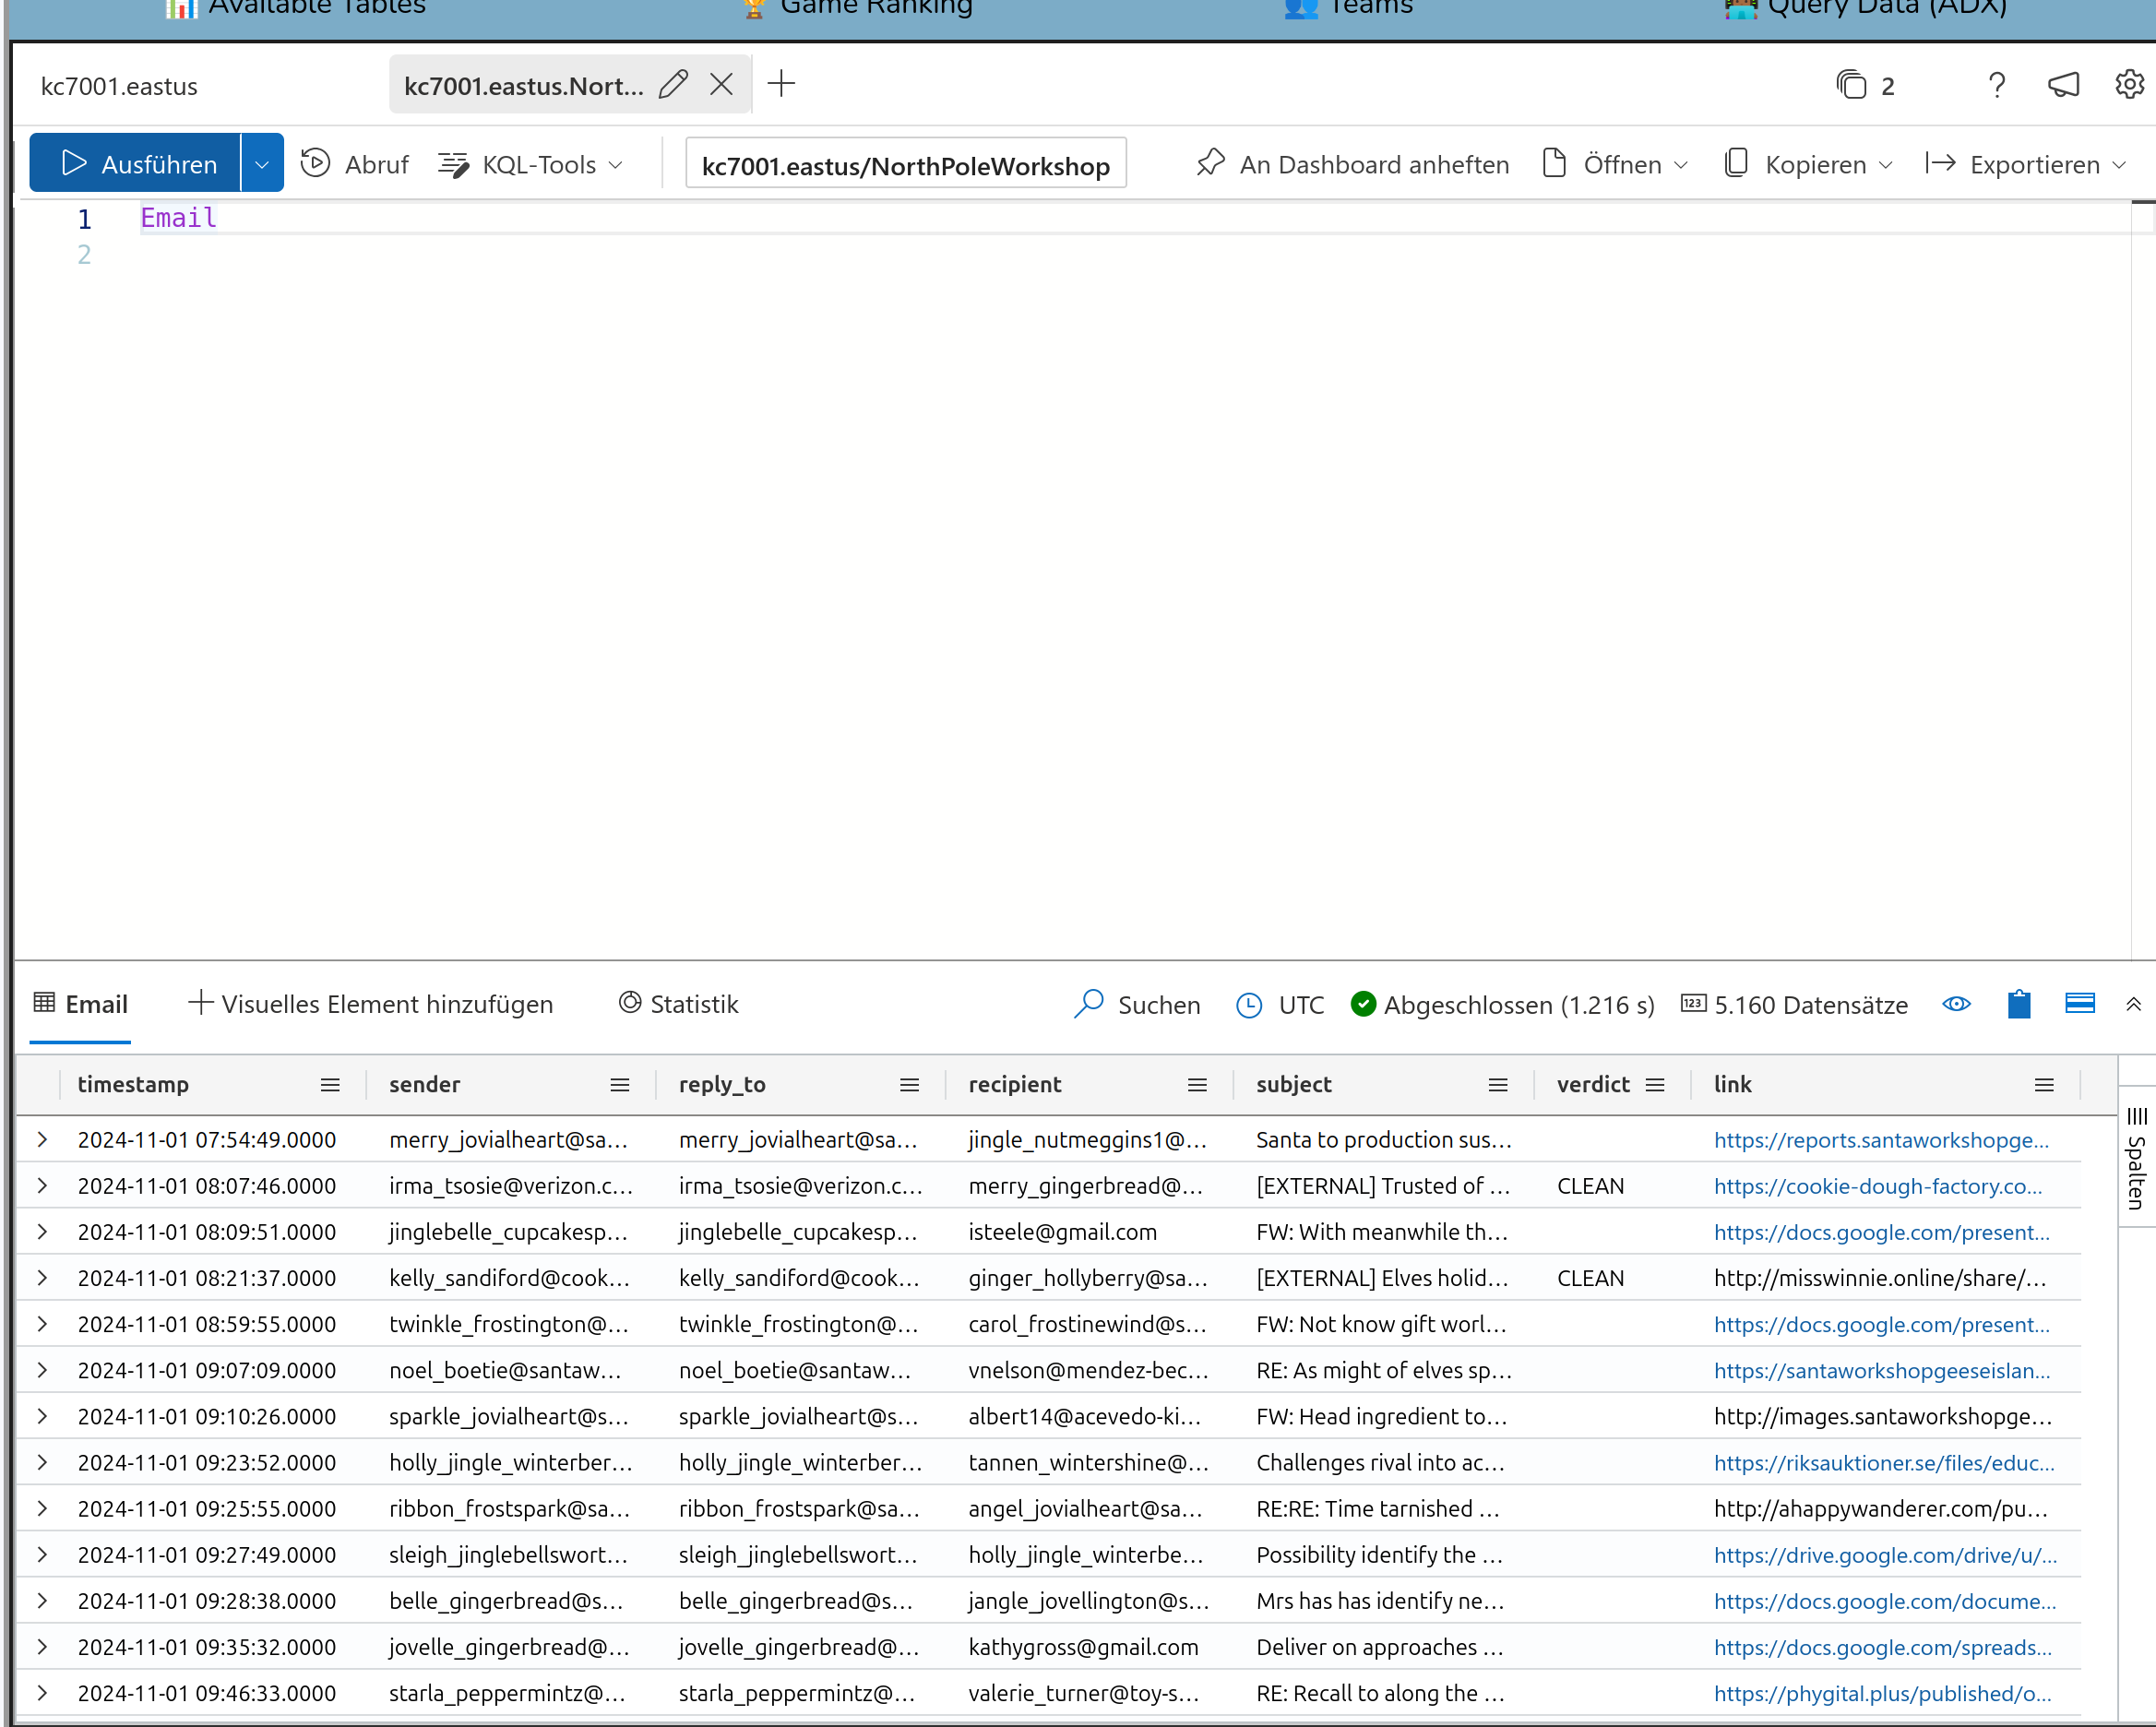 Available Tables Game Ranking Teams Query Data (ADX)
kc7001.eastus kc7001.eastus.Nort... 2 ?
Ausführen Abruf KQL-Tools kc7001.eastus/NorthPoleWorkshop An Dashboard anheften Öffnen Kopieren Exportieren
1 Email
2
Email Visuelles Element hinzufügen Statistik Suchen UTC Abgeschlossen (1.216 s) 123 5.160 Datensätze
timestamp sender reply_to recipient subject verdict link
2024-11-01 07:54:49.0000 merry_jovialheart@sa... merry_jovialheart@sa... jingle_nutmeggins1@... Santa to production sus... https://reports.santaworkshopge...
2024-11-01 08:07:46.0000 irma_tsosie@verizon.c... irma_tsosie@verizon.c... merry_gingerbread@... [EXTERNAL] Trusted of ... CLEAN https://cookie-dough-factory.co...
2024-11-01 08:09:51.0000 jinglebelle_cupcakesp... jinglebelle_cupcakesp... isteele@gmail.com FW: With meanwhile th... https://docs.google.com/present...
2024-11-01 08:21:37.0000 kelly_sandiford@cook... kelly_sandiford@cook... ginger_hollyberry@sa... [EXTERNAL] Elves holid... CLEAN http://misswinnie.online/share/...
2024-11-01 08:59:55.0000 twinkle_frostington@... twinkle_frostington@... carol_frostinewind@s... FW: Not know gift worl... https://docs.google.com/present...
2024-11-01 09:07:09.0000 noel_boetie@santaw... noel_boetie@santaw... vnelson@mendez-bec... RE: As might of elves sp... https://santaworkshopgeeseislan...
2024-11-01 09:10:26.0000 sparkle_jovialheart@s... sparkle_jovialheart@s... albert14@acevedo-ki... FW: Head ingredient to... http://images.santaworkshopge...
2024-11-01 09:23:52.0000 holly_jingle_winterber... holly_jingle_winterber... tannen_wintershine@... Challenges rival into ac... https://riksauktioner.se/files/educ...
2024-11-01 09:25:55.0000 ribbon_frostspark@sa... ribbon_frostspark@sa... angel_jovialheart@sa... RE:RE: Time tarnished ... http://ahappywanderer.com/pu...
2024-11-01 09:27:49.0000 sleigh_jinglebellswort... sleigh_jinglebellswort... holly_jingle_winterbe... Possibility identify the ... https://drive.google.com/drive/u/...
2024-11-01 09:28:38.0000 belle_gingerbread@s... belle_gingerbread@s... jangle_jovellington@s... Mrs has has identify ne... https://docs.google.com/docume...
2024-11-01 09:35:32.0000 jovelle_gingerbread@... jovelle_gingerbread@... kathygross@gmail.com Deliver on approaches ... https://docs.google.com/spreads...
2024-11-01 09:46:33.0000 starla_peppermintz@... starla_peppermintz@... valerie_turner@toy-s... RE: Recall to along the ... https://phygital.plus/published/o...
Spalten